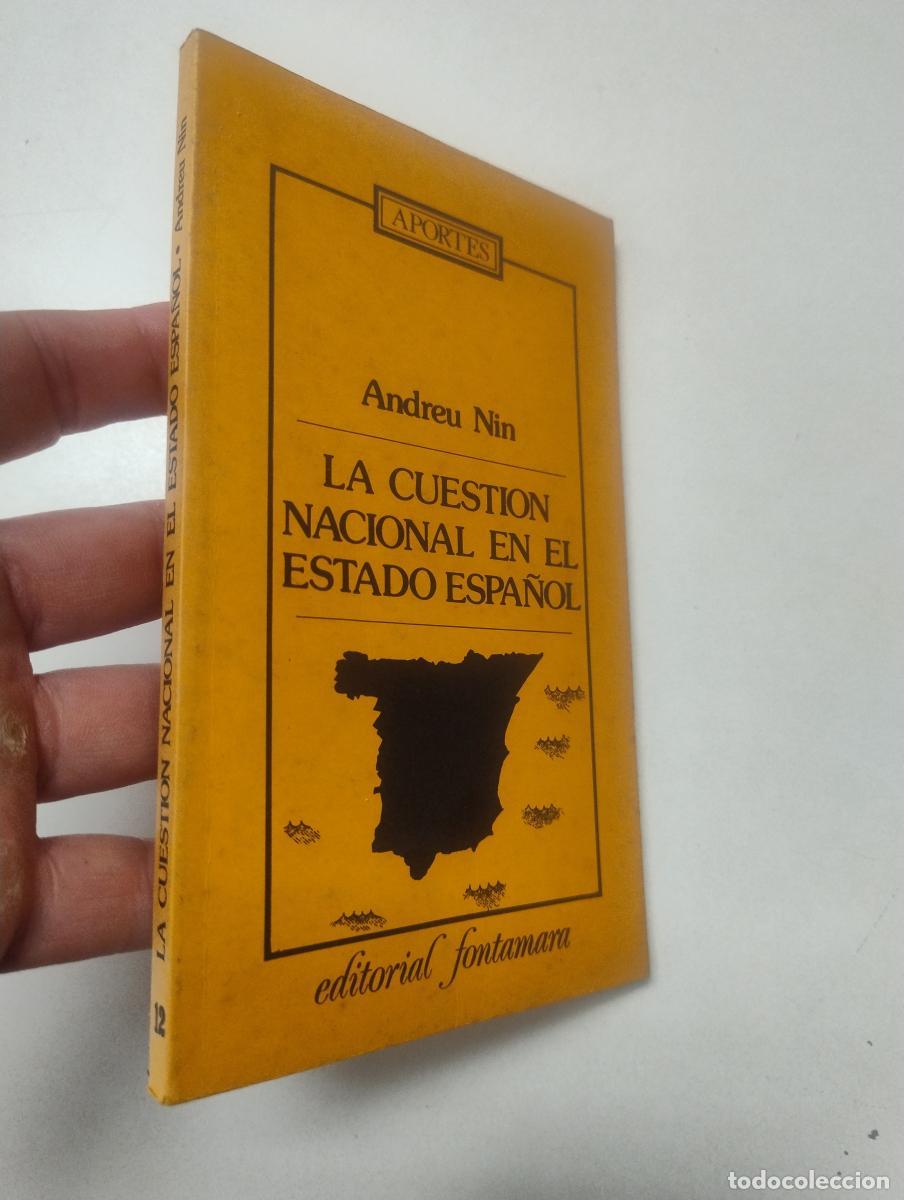 APORTES
Andreu Nin
LA CUESTION
NACIONAL EN EL
ESTADO ESPAÑOL
editorial fontamara
LA CUESTION NACIONAL EN EL ESTADO ESPAÑOL • Andreu Nin
12
todocoleccion